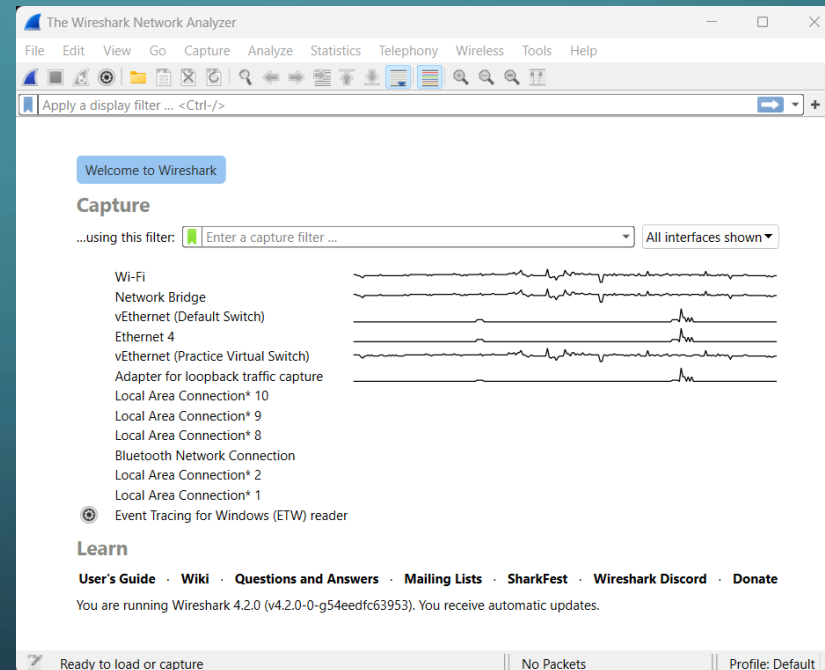 The Wireshark Network Analyzer
File Edit View Go Capture Analyze Statistics Telephony Wireless Tools Help
Apply a display filter ... <Ctrl-/>
Welcome to Wireshark
Capture
...using this filter: Enter a capture filter ... All interfaces shown
Wi-Fi
Network Bridge
vEthernet (Default Switch)
Ethernet 4
vEthernet (Practice Virtual Switch)
Adapter for loopback traffic capture
Local Area Connection* 10
Local Area Connection* 9
Local Area Connection* 8
Bluetooth Network Connection
Local Area Connection* 2
Local Area Connection* 1
Event Tracing for Windows (ETW) reader
Learn
User's Guide · Wiki · Questions and Answers · Mailing Lists · SharkFest · Wireshark Discord · Donate
You are running Wireshark 4.2.0 (v4.2.0-0-g54eedfc63953). You receive automatic updates.
Ready to load or capture No Packets Profile: Default